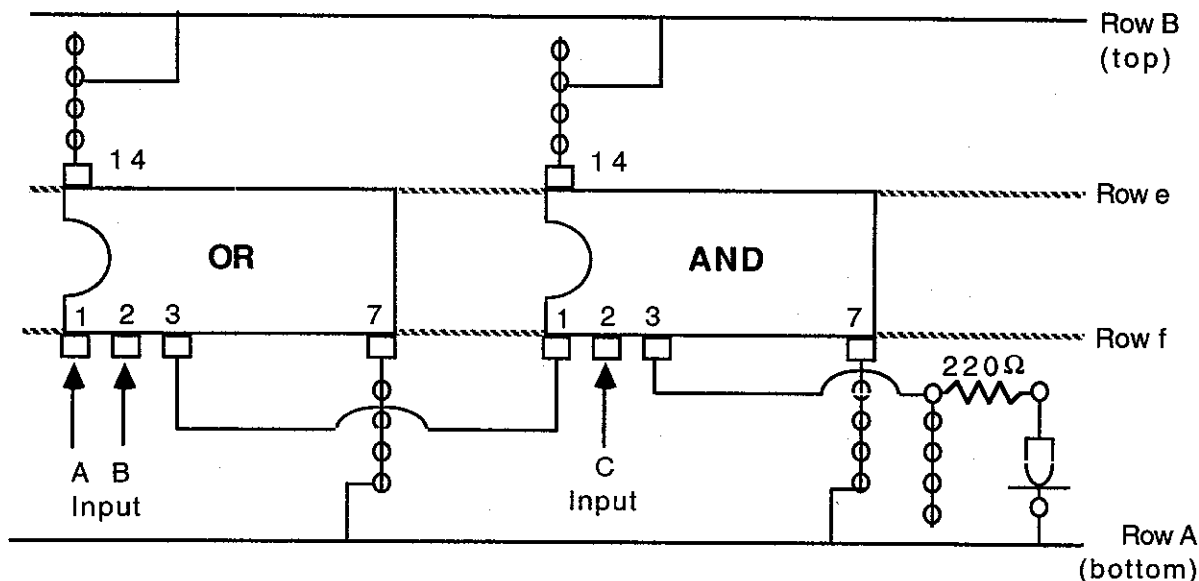 Row B
(top)
14
14
Row e
OR
AND
1 2 3 7
1 2 3 7
Row f
220Ω
A B
Input
C
Input
Row A
(bottom)